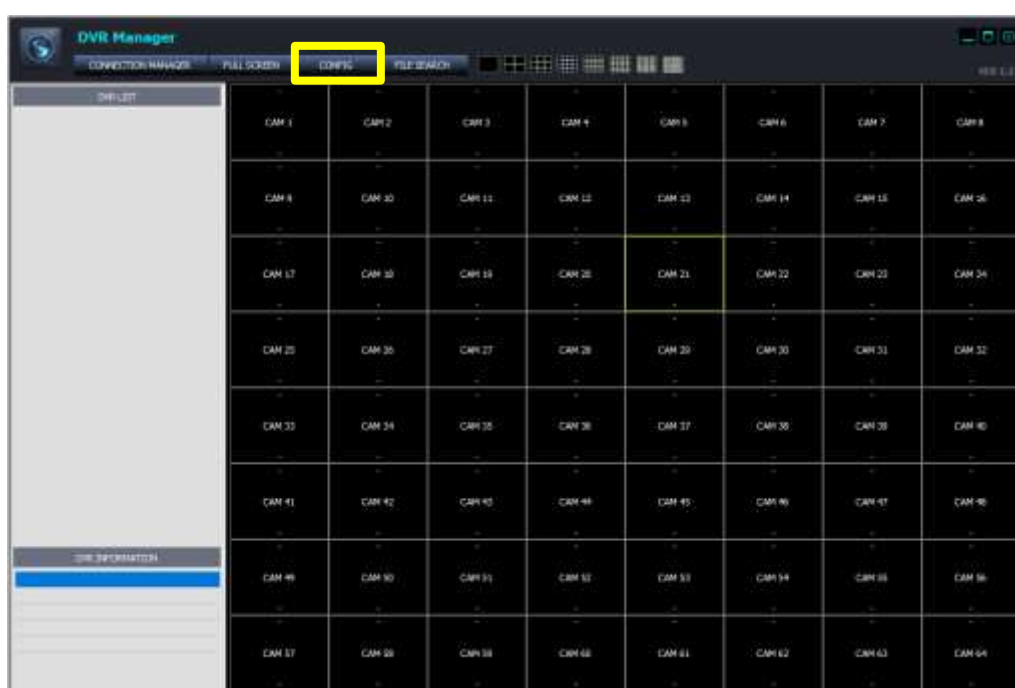 DVR Manager
CONNECTION MANAGER FULL SCREEN CONFIG FILE SEARCH
DVR LIST
CAM 1 CAM 2 CAM 3 CAM 4 CAM 5 CAM 6 CAM 7 CAM 8
CAM 9 CAM 10 CAM 11 CAM 12 CAM 13 CAM 14 CAM 15 CAM 16
CAM 17 CAM 18 CAM 19 CAM 20 CAM 21 CAM 22 CAM 23 CAM 24
CAM 25 CAM 26 CAM 27 CAM 28 CAM 29 CAM 30 CAM 31 CAM 32
CAM 33 CAM 34 CAM 35 CAM 36 CAM 37 CAM 38 CAM 39 CAM 40
CAM 41 CAM 42 CAM 43 CAM 44 CAM 45 CAM 46 CAM 47 CAM 48
DVR INFORMATION
CAM 49 CAM 50 CAM 51 CAM 52 CAM 53 CAM 54 CAM 55 CAM 56
CAM 57 CAM 58 CAM 59 CAM 60 CAM 61 CAM 62 CAM 63 CAM 64